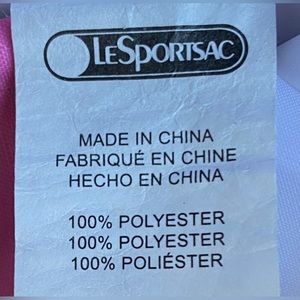 LESPORTSAC
MADE IN CHINA
FABRIQUÉ EN CHINE
HECHO EN CHINA
100% POLYESTER
100% POLYESTER
100% POLIÉSTER